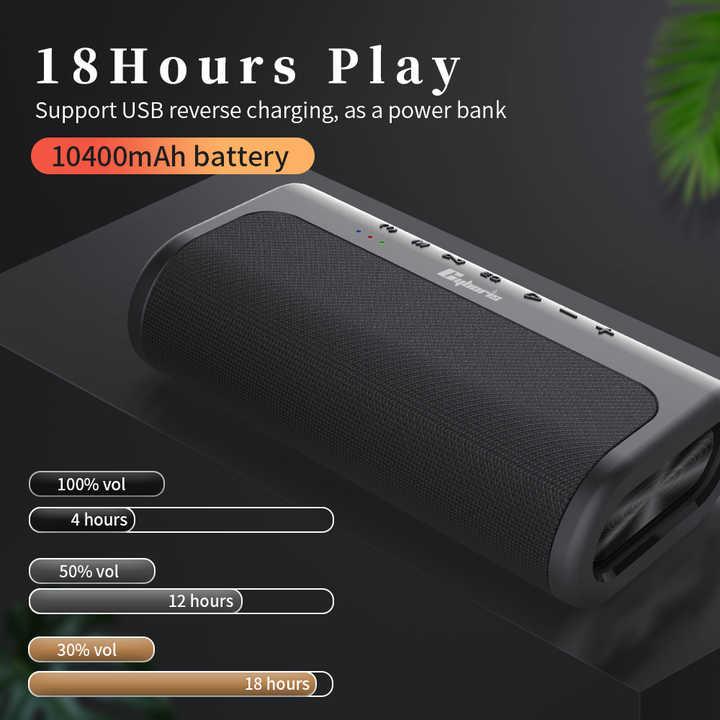 18Hours Play
Support USB reverse charging, as a power bank
10400mAh battery
Cyboris
100% vol
4 hours
50% vol
12 hours
30% vol
18 hours